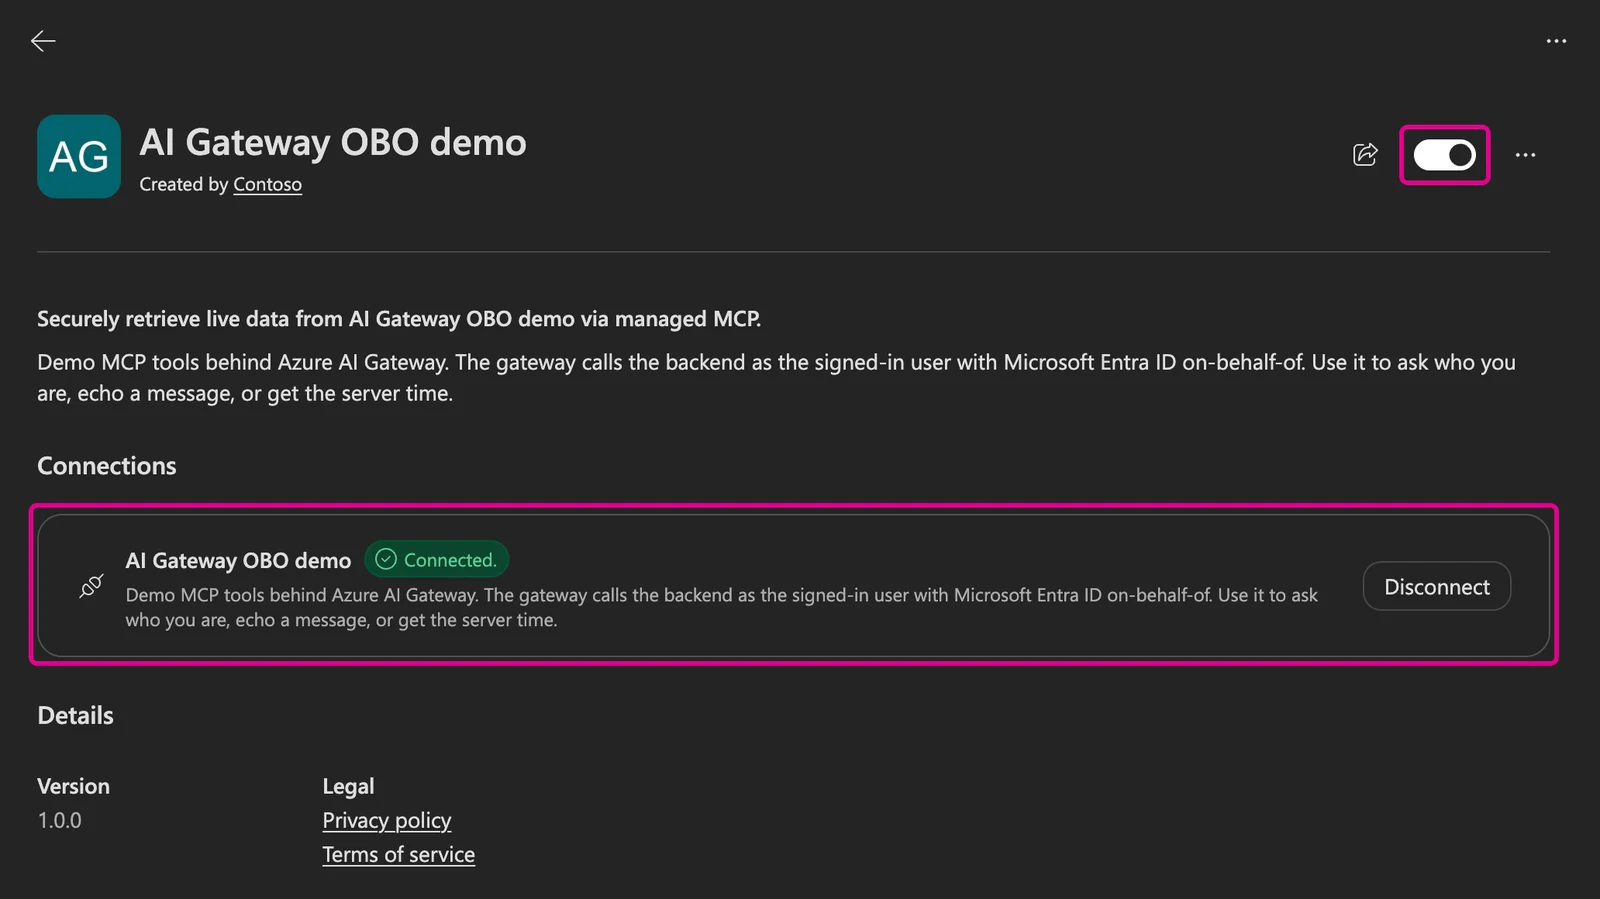 AG
AI Gateway OBO demo
Created by Contoso
Securely retrieve live data from AI Gateway OBO demo via managed MCP.
Demo MCP tools behind Azure AI Gateway. The gateway calls the backend as the signed-in user with Microsoft Entra ID on-behalf-of. Use it to ask who you
are, echo a message, or get the server time.
Connections
AI Gateway OBO demo
Connected.
Demo MCP tools behind Azure AI Gateway. The gateway calls the backend as the signed-in user with Microsoft Entra ID on-behalf-of. Use it to ask
who you are, echo a message, or get the server time.
Disconnect
Details
Version
1.0.0
Legal
Privacy policy
Terms of service